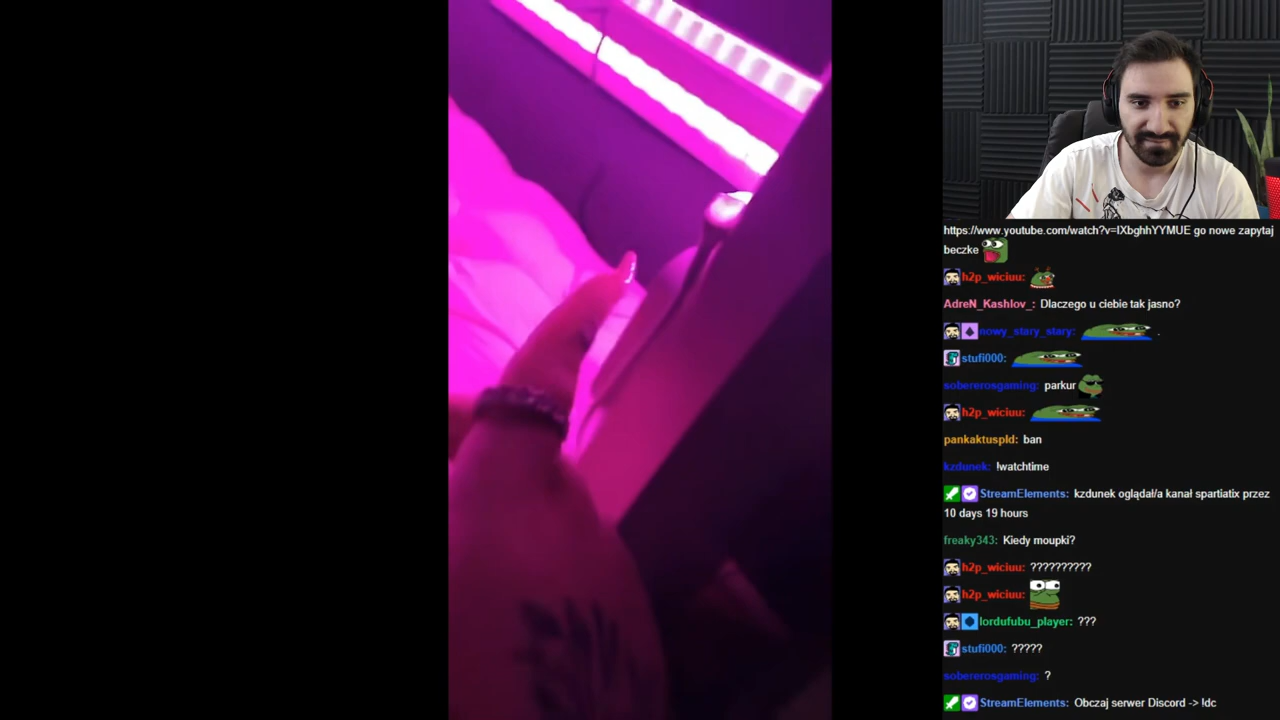 https://www.youtube.com/watch?v=IXbghhYYMUE go nowe zapytaj
beczke
h2p_wiciuu:
AdreN_Kashlov_: Dlaczego u ciebie tak jasno?
nowy_stary_stary: .
stufi000:
sobererosgaming: parkur
h2p_wiciuu:
pankaktuspld: ban
kzdunek: !watchtime
StreamElements: kzdunek oglądał/a kanał spartiatix przez
10 days 19 hours
freaky343: Kiedy moupki?
h2p_wiciuu: ??????????
h2p_wiciuu:
lordufubu_player: ???
stufi000: ?????
sobererosgaming: ?
StreamElements: Obczaj serwer Discord -> !dc